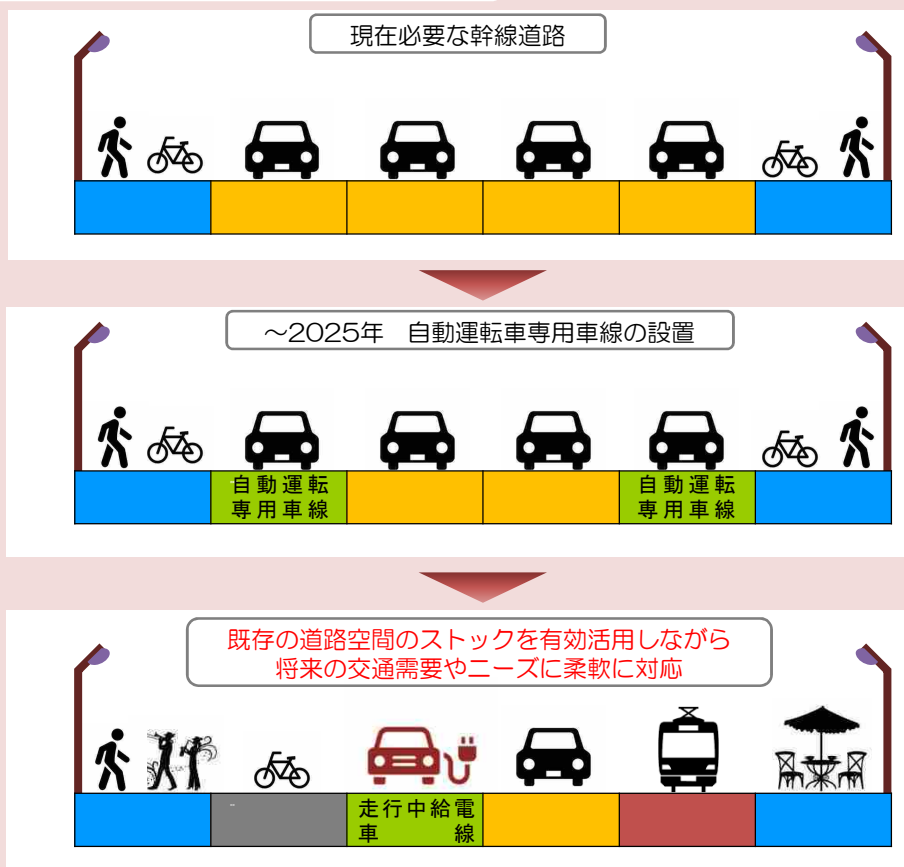 現在必要な幹線道路
～2025年　自動運転車専用車線の設置
自動運転
専用車線
自動運転
専用車線
既存の道路空間のストックを有効活用しながら
将来の交通需要やニーズに柔軟に対応
走行中給電
車線